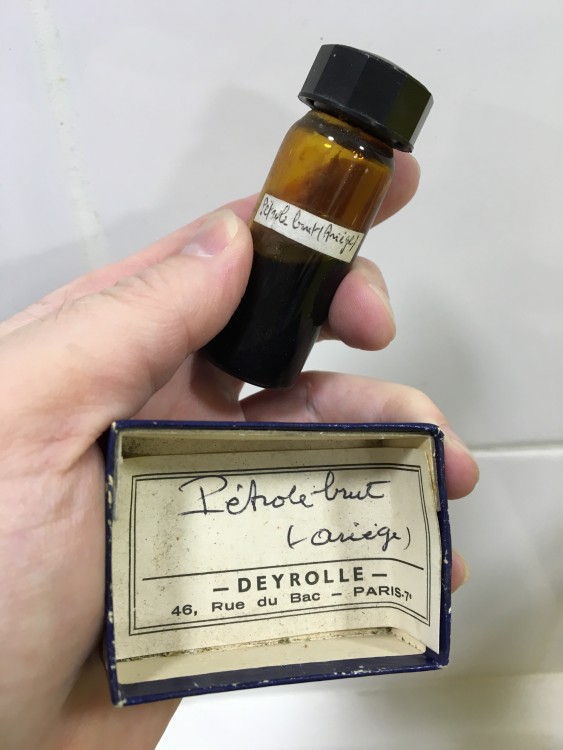 Pétrole brut (Ariège)
Pétrole brut
(Ariège)
— DEYROLLE —
46, Rue du Bac — PARIS-7e